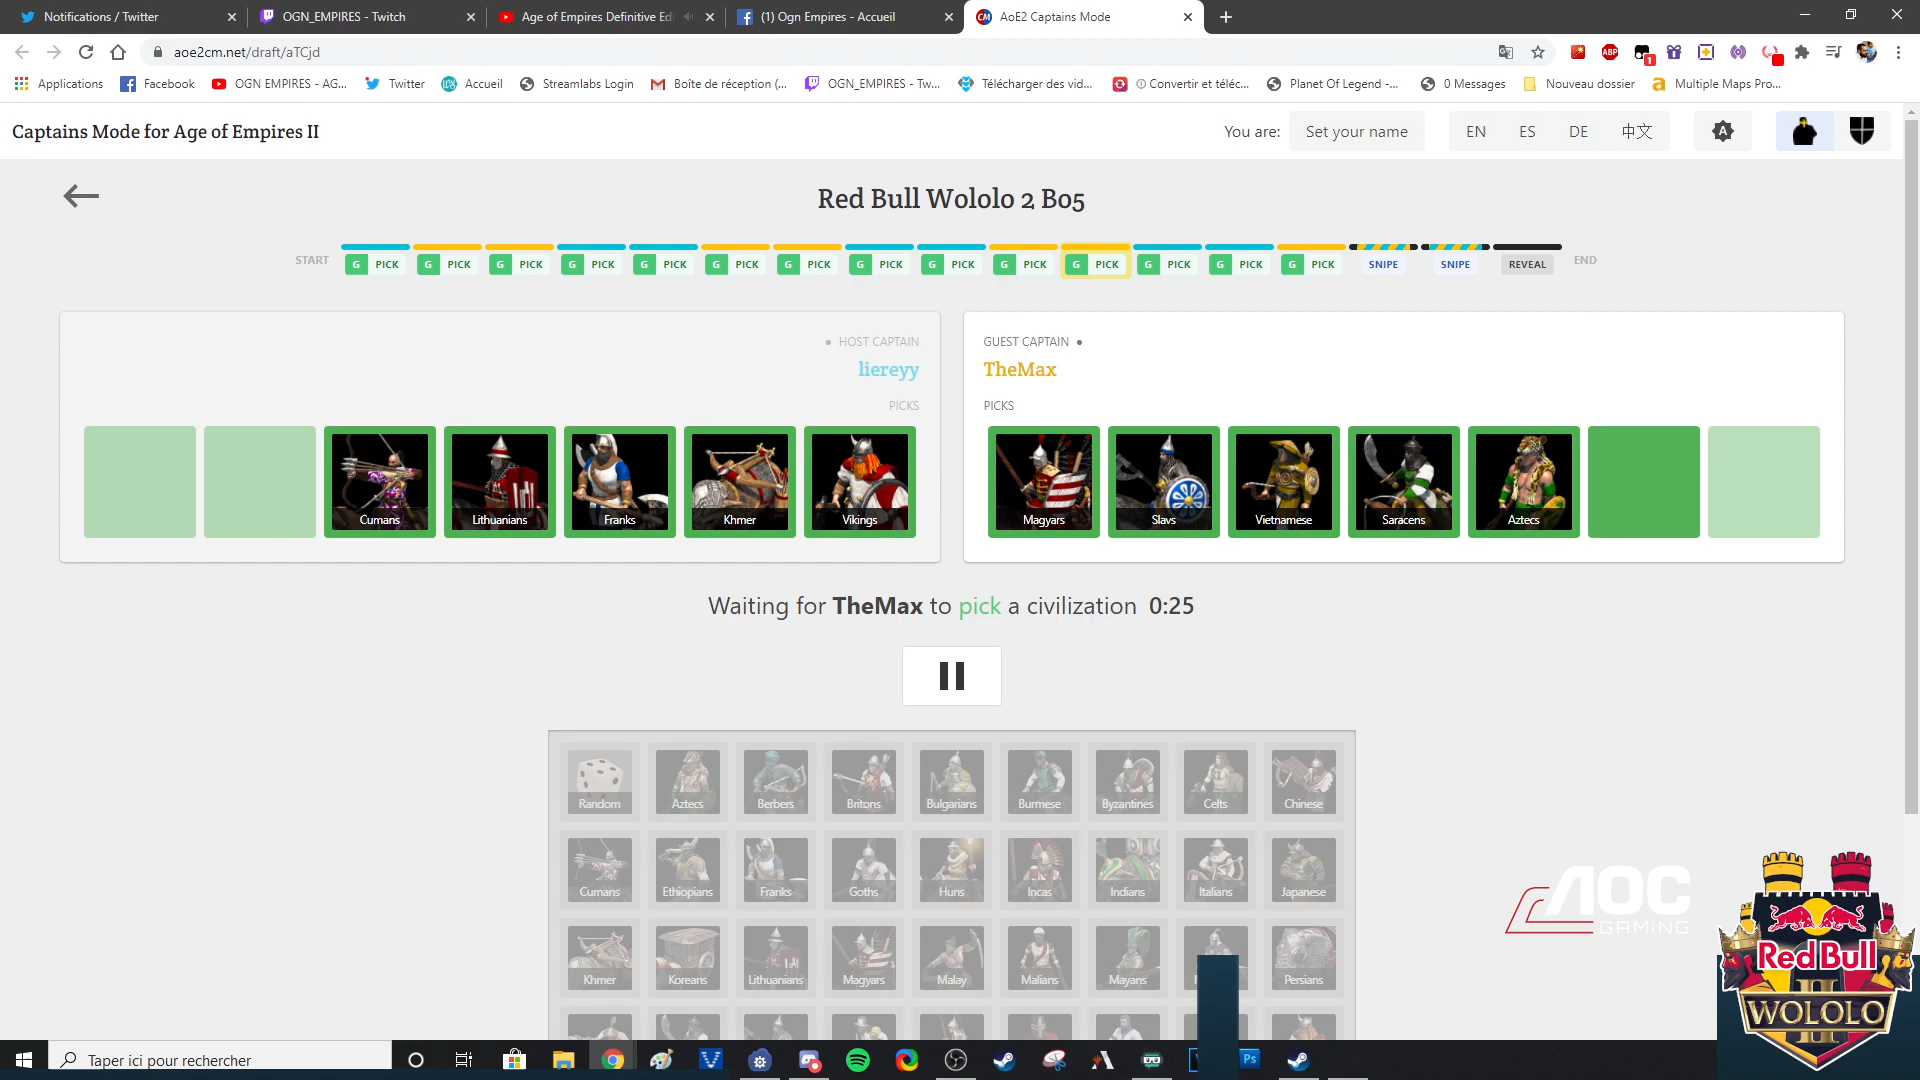 Notifications / Twitter
OGN_EMPIRES - Twitch
Age of Empires Definitive Edi
(1) Ogn Empires - Accueil
AoE2 Captains Mode
aoe2cm.net/draft/aTCjd
Applications
Facebook
OGN EMPIRES - AG...
Twitter
Accueil
Streamlabs Login
Boîte de réception (...
OGN_EMPIRES - Tw...
Télécharger des vid...
Convertir et téléc...
Planet Of Legend -...
0 Messages
Nouveau dossier
Multiple Maps Pro...
Captains Mode for Age of Empires II
You are: Set your name
EN ES DE 中文
Red Bull Wololo 2 Bo5
START G PICK G PICK G PICK G PICK G PICK G PICK G PICK G PICK G PICK G PICK G PICK G PICK G PICK G PICK SNIPE SNIPE REVEAL END
HOST CAPTAIN
liereyy
PICKS
Cumans Lithuanians Franks Khmer Vikings
GUEST CAPTAIN
TheMax
PICKS
Magyars Slavs Vietnamese Saracens Aztecs
Waiting for TheMax to pick a civilization 0:25
Random Aztecs Berbers Britons Bulgarians Burmese Byzantines Celts Chinese
Cumans Ethiopians Franks Goths Huns Incas Indians Italians Japanese
Khmer Koreans Lithuanians Magyars Malay Malians Mayans Persians
AOC
GAMING
Red Bull
II
WOLOLO
Taper ici pour rechercher
Ps